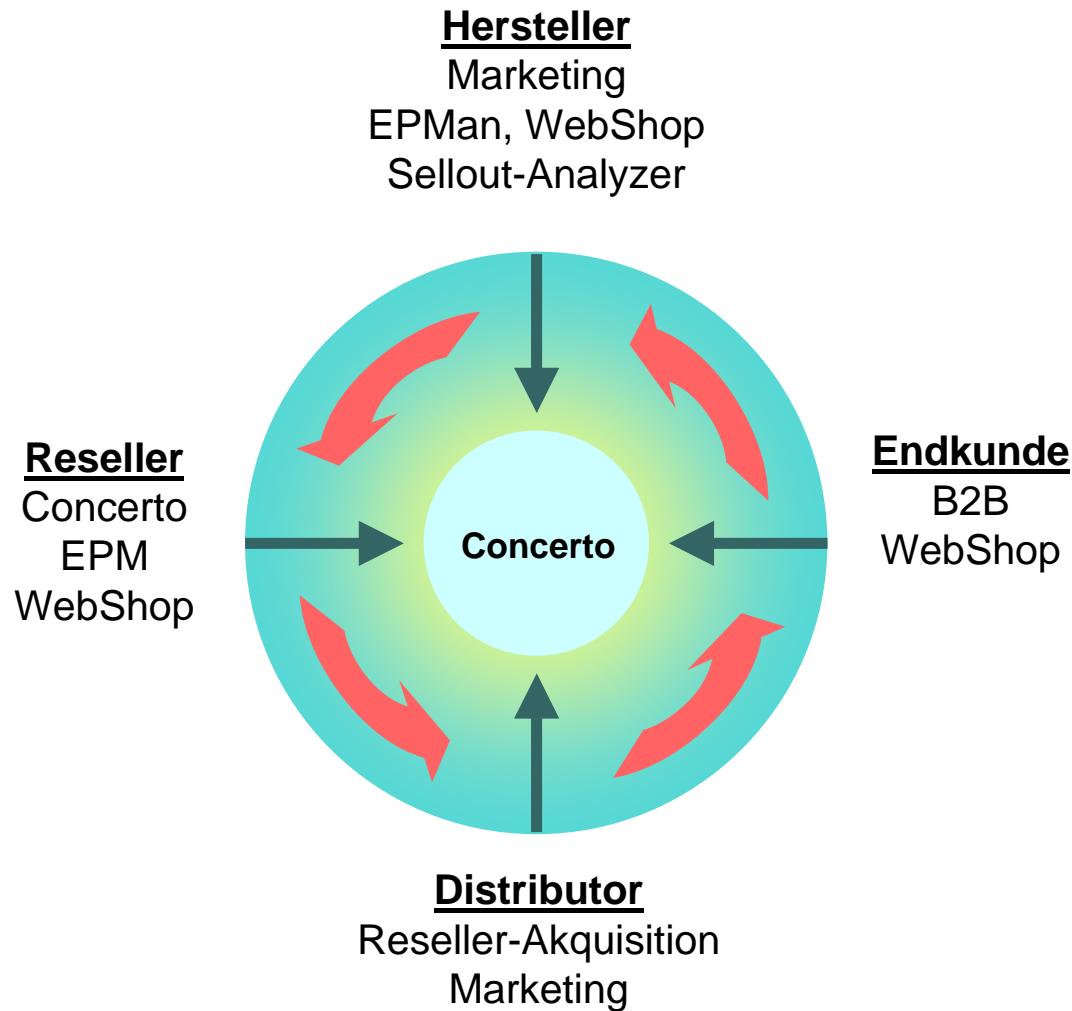 Hersteller
Marketing
EPMan, WebShop
Sellout-Analyzer
Reseller
Concerto
EPM
WebShop
Concerto
Endkunde
B2B
WebShop
Distributor
Reseller-Akquisition
Marketing